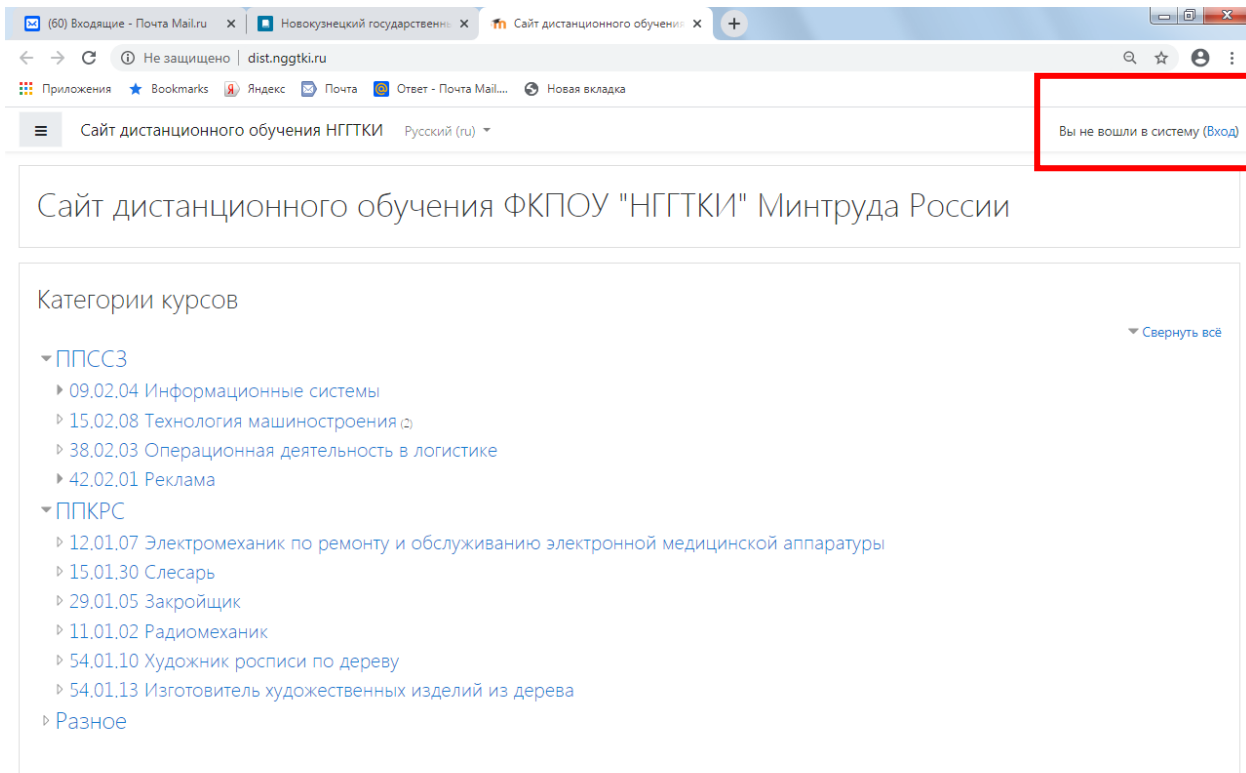 (60) Входящие - Почта Mail.ru
Новокузнецкий государственнь
Сайт дистанционного обучения
Не защищено | dist.nggtki.ru
Приложения Bookmarks Яндекс Почта Ответ - Почта Mail.... Новая вкладка
Сайт дистанционного обучения НГГТКИ Русский (ru) Вы не вошли в систему (Вход)
Сайт дистанционного обучения ФКПОУ "НГГТКИ" Минтруда России
Категории курсов
Свернуть всё
ППССЗ
09.02.04 Информационные системы
15.02.08 Технология машиностроения (2)
38.02.03 Операционная деятельность в логистике
42.02.01 Реклама
ППКРС
12.01.07 Электромеханик по ремонту и обслуживанию электронной медицинской аппаратуры
15.01.30 Слесарь
29.01.05 Закройщик
11.01.02 Радиомеханик
54.01.10 Художник росписи по дереву
54.01.13 Изготовитель художественных изделий из дерева
Разное